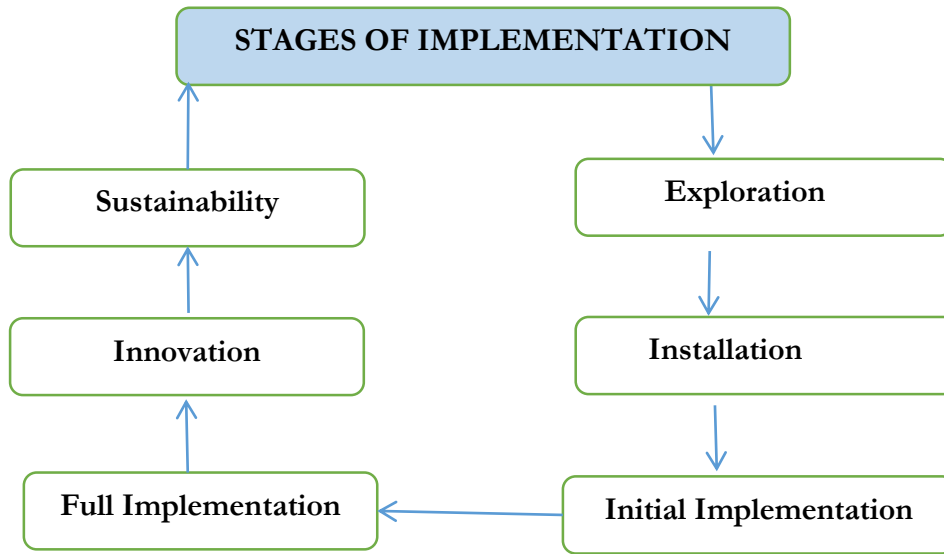 STAGES OF IMPLEMENTATION
Sustainability
Exploration
Innovation
Installation
Full Implementation
Initial Implementation